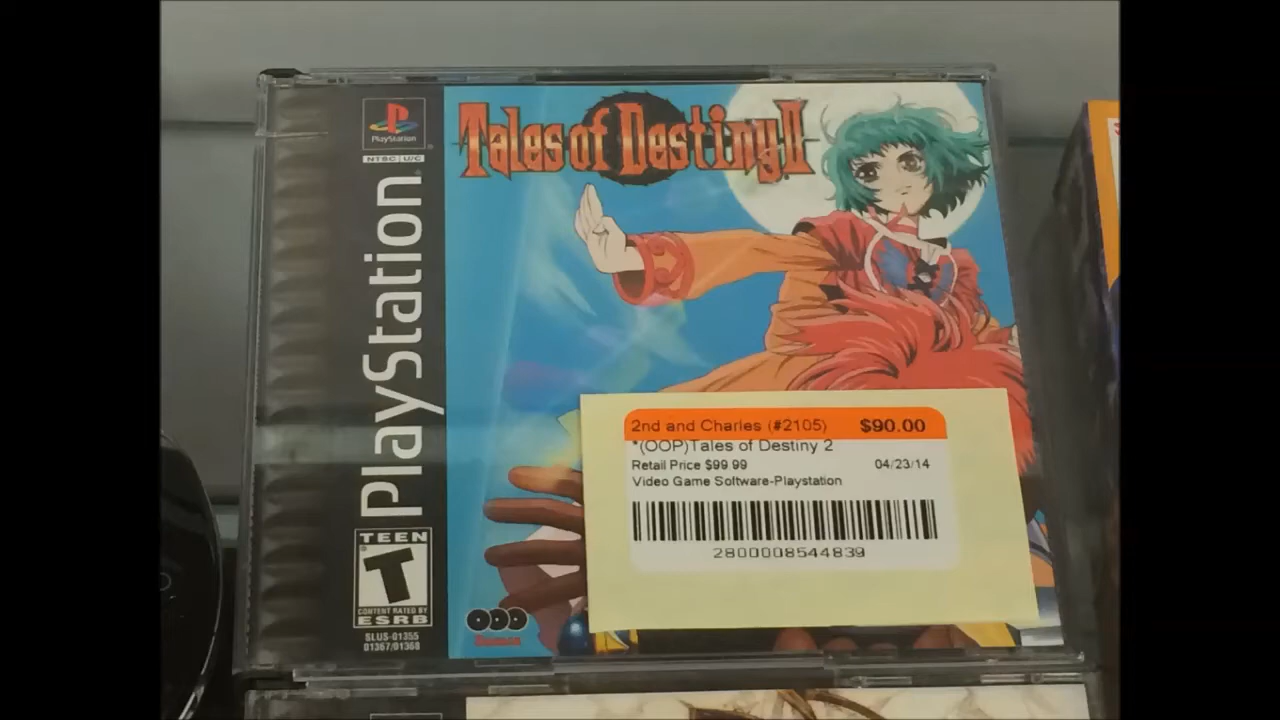 PlayStation
NTSC U/C
PlayStation
Tales of Destiny II
2nd and Charles (#2105) $90.00
*(OOP)Tales of Destiny 2
Retail Price $99.99 04/23/14
Video Game Software-Playstation
2800008544839
TEEN
T
CONTENT RATED BY
ESRB
SLUS-01355
01367/01368
namco